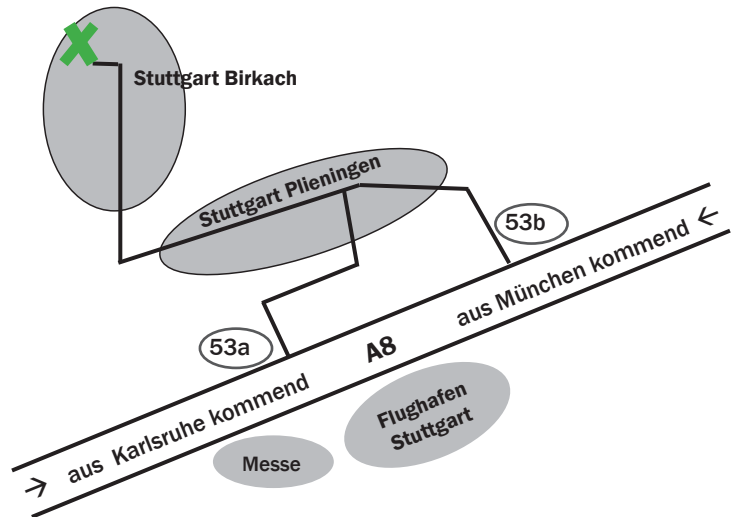 Stuttgart Birkach
Stuttgart Plieningen
53b
aus München kommend
53a
A8
aus Karlsruhe kommend
Flughafen
Stuttgart
Messe